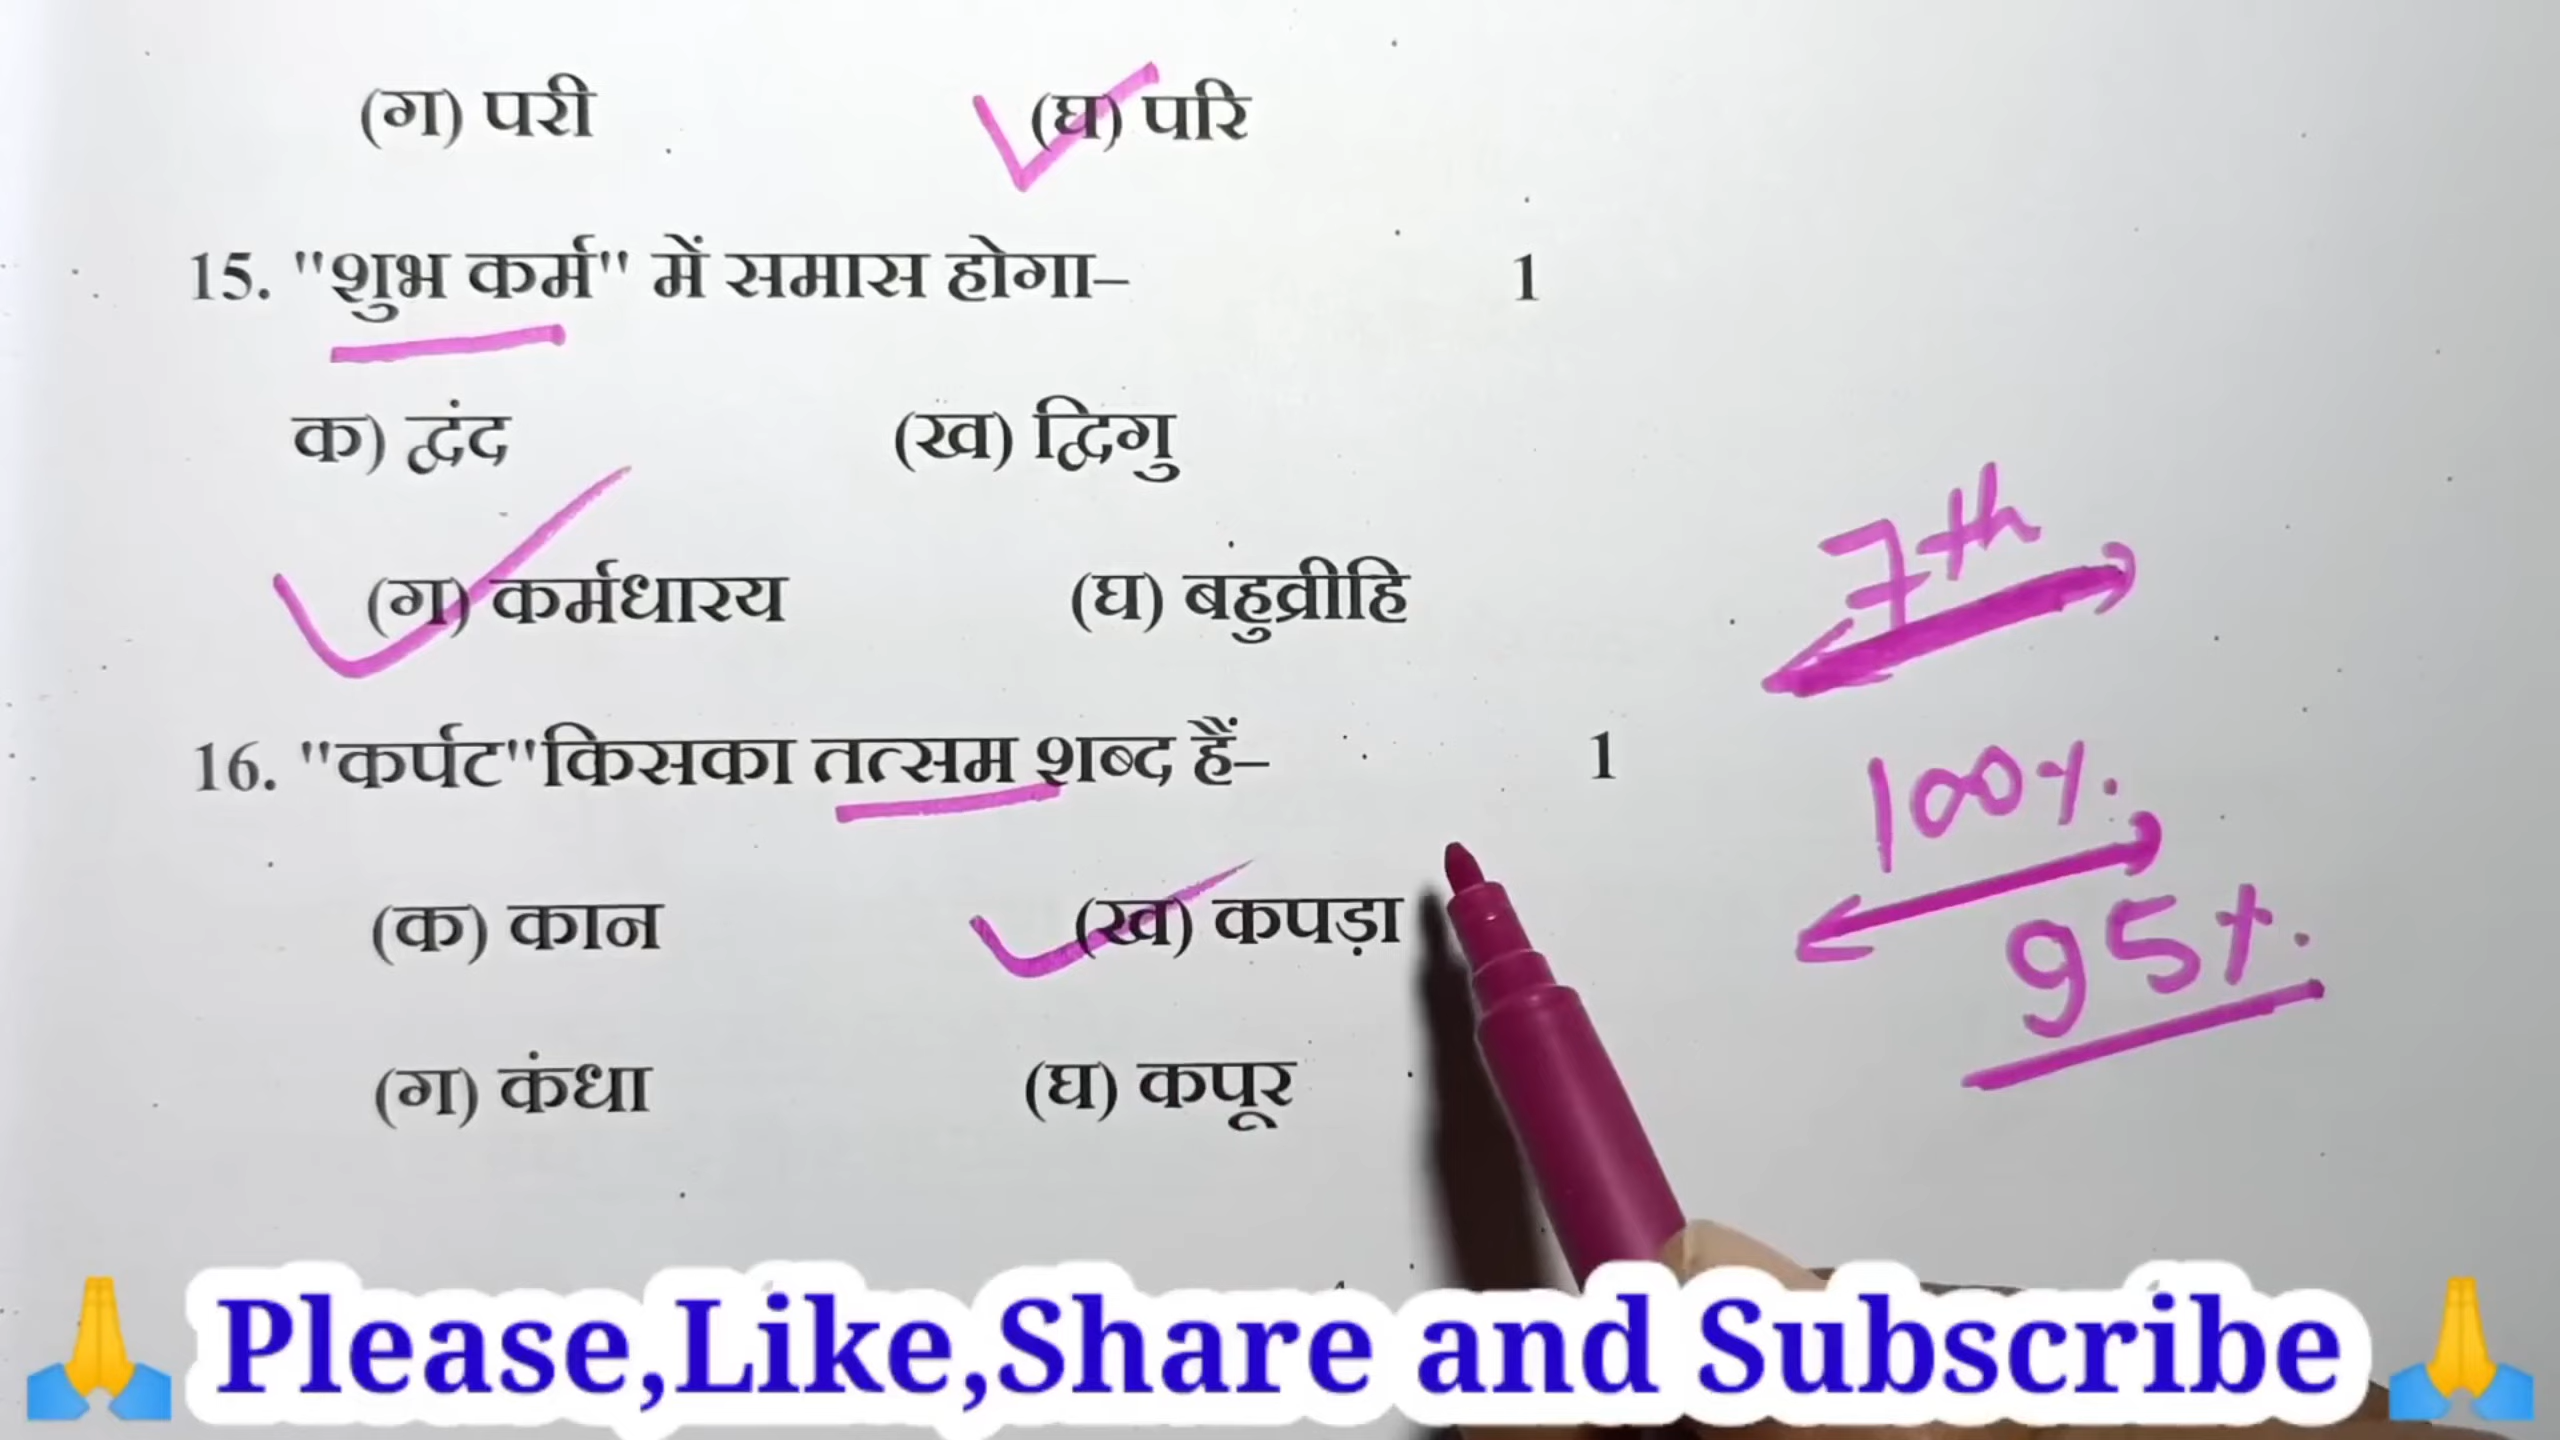 (ग) परी (घ) परि
15. "शुभ कर्म" में समास होगा– 1
क) द्वंद (ख) द्विगु
(ग) कर्मधारय (घ) बहुव्रीहि
7th
16. "कर्पट"किसका तत्सम शब्द हैं– 1
100%.
(क) कान (ख) कपड़ा
95%.
(ग) कंधा (घ) कपूर
🙏 Please,Like,Share and Subscribe 🙏